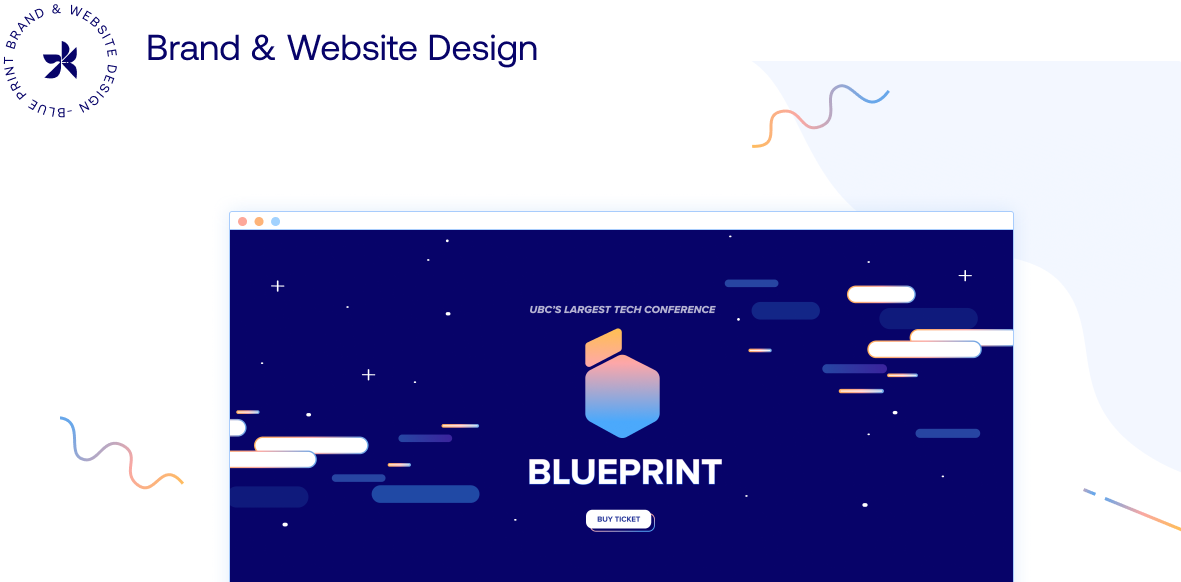 BRAND & WEBSITE DESIGN -BLUE PRINT
Brand & Website Design
UBC'S LARGEST TECH CONFERENCE
BLUEPRINT
BUY TICKET